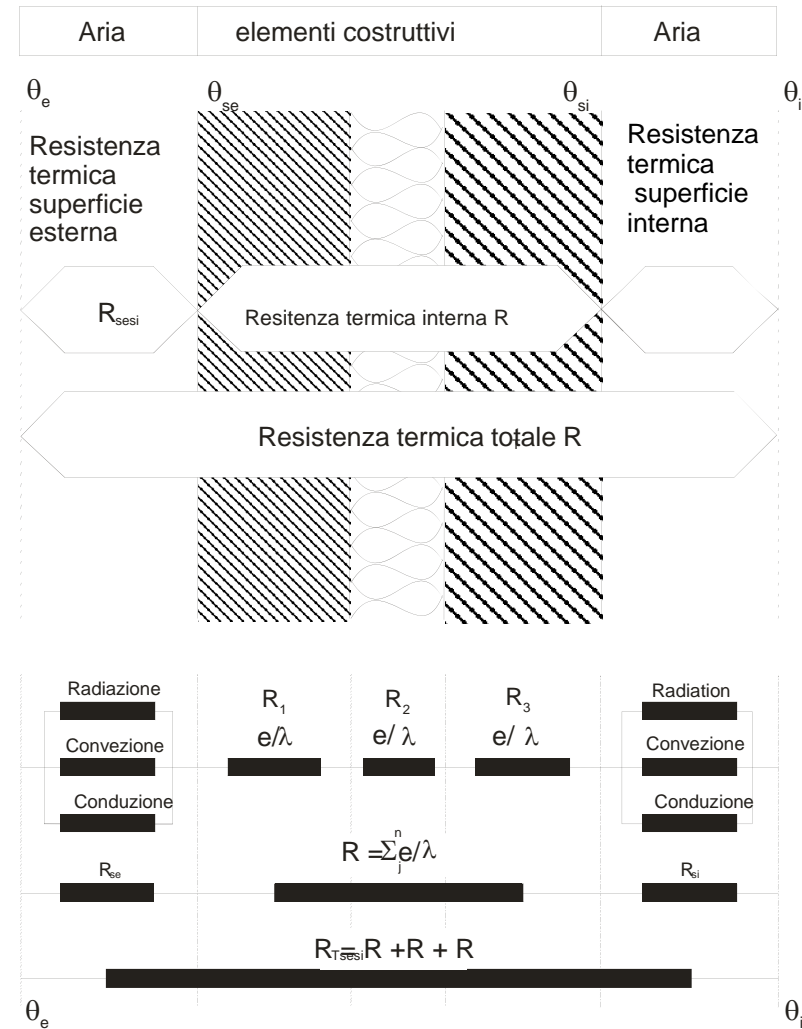 Aria elementi costruttivi Aria
θe θse θsi θi
Resistenza
termica
superficie
esterna
Resistenza
termica
superficie
interna
Rsesi Resitenza termica interna R
Resistenza termica totale R
Radiazione
Convezione
Conduzione
R1 R2 R3
e/λ e/ λ e/ λ
Radiation
Convezione
Conduzione
Rse
R =Σ n j e/λ
Rsi
RTsesi=R +R + R
θe θi